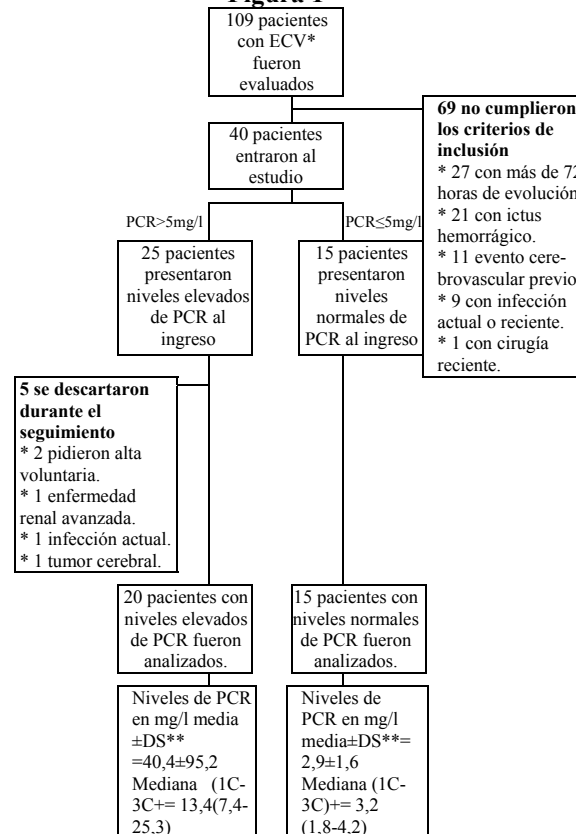 Figura 1
109 pacientes
con ECV*
fueron
evaluados
69 no cumplieron
los criterios de
inclusión
* 27 con más de 72
horas de evolución
* 21 con ictus
hemorrágico.
* 11 evento cere-
brovascular previo
* 9 con infección
actual o reciente.
* 1 con cirugía
reciente.
40 pacientes
entraron al
estudio
PCR>5mg/l
PCR≤5mg/l
25 pacientes
presentaron
niveles elevados
de PCR al
ingreso
15 pacientes
presentaron
niveles
normales de
PCR al ingreso
5 se descartaron
durante el
seguimiento
* 2 pidieron alta
voluntaria.
* 1 enfermedad
renal avanzada.
* 1 infección actual.
* 1 tumor cerebral.
20 pacientes con
niveles elevados
de PCR fueron
analizados.
15 pacientes con
niveles normales
de PCR fueron
analizados.
Niveles de PCR
en mg/l media
±DS**
=40,4±95,2
Mediana (1C-
3C+= 13,4(7,4-
25,3)
Niveles de
PCR en mg/l
media±DS**=
2,9±1,6
Mediana (1C-
3C)+= 3,2
(1,8-4,2)